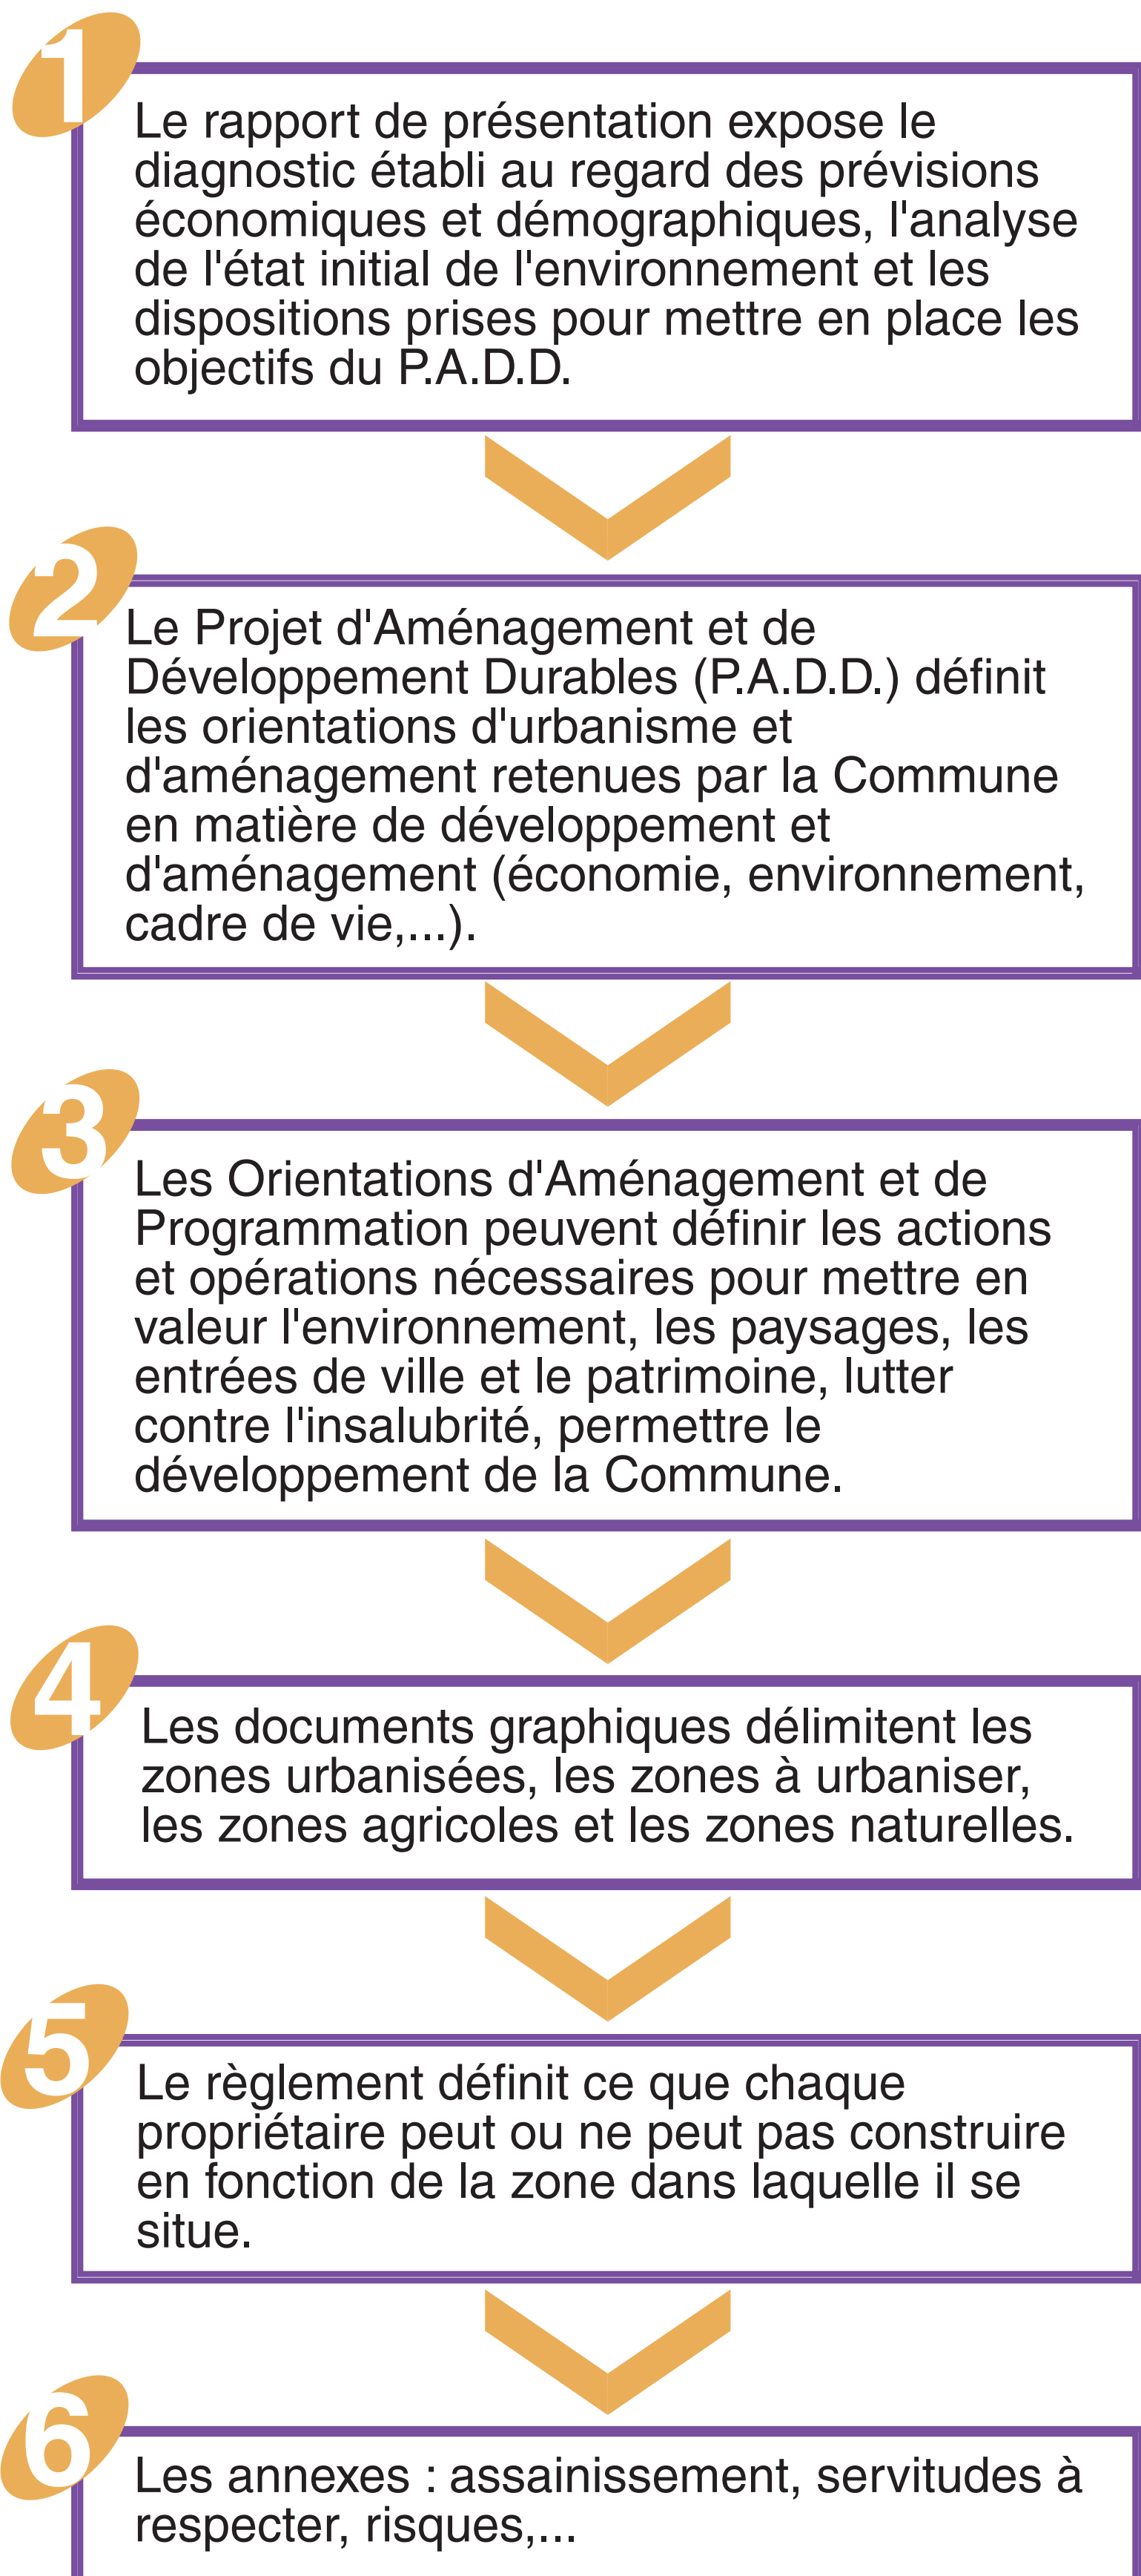 1
Le rapport de présentation expose le
diagnostic établi au regard des prévisions
économiques et démographiques, l'analyse
de l'état initial de l'environnement et les
dispositions prises pour mettre en place les
objectifs du P.A.D.D.
2
Le Projet d'Aménagement et de
Développement Durables (P.A.D.D.) définit
les orientations d'urbanisme et
d'aménagement retenues par la Commune
en matière de développement et
d'aménagement (économie, environnement,
cadre de vie,...).
3
Les Orientations d'Aménagement et de
Programmation peuvent définir les actions
et opérations nécessaires pour mettre en
valeur l'environnement, les paysages, les
entrées de ville et le patrimoine, lutter
contre l'insalubrité, permettre le
développement de la Commune.
4
Les documents graphiques délimitent les
zones urbanisées, les zones à urbaniser,
les zones agricoles et les zones naturelles.
5
Le règlement définit ce que chaque
propriétaire peut ou ne peut pas construire
en fonction de la zone dans laquelle il se
situe.
6
Les annexes : assainissement, servitudes à
respecter, risques,...